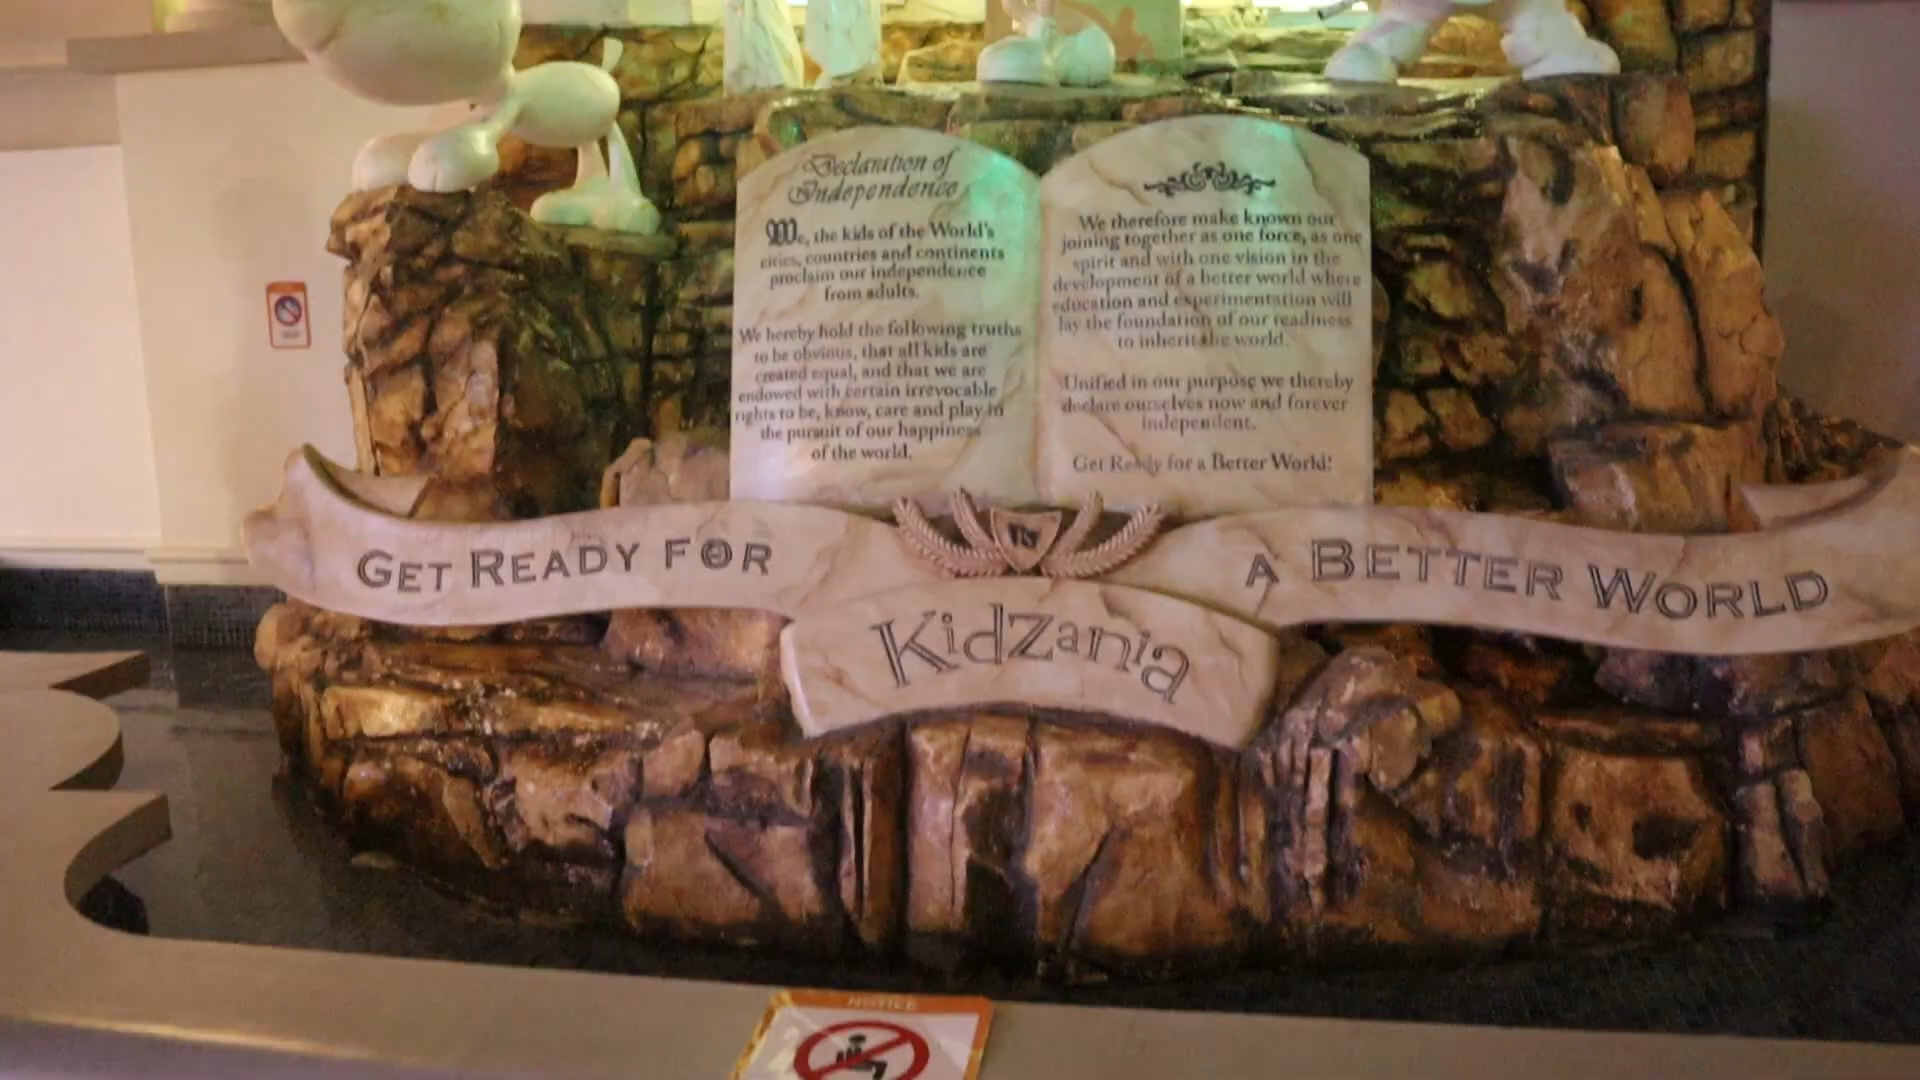 Declaration of
Independence
We, the kids of the World's
cities, countries and continents
proclaim our independence
from adults.
We hereby hold the following truths
to be obvious, that all kids are
created equal, and that we are
endowed with certain irrevocable
rights to be, know, care and play in
the pursuit of our happiness
of the world.
We therefore make known our
joining together as one force, as one
spirit and with one vision in the
development of a better world where
education and experimentation will
lay the foundation of our readiness
to inherit the world.
Unified in our purpose we thereby
declare ourselves now and forever
independent.
Get Ready for a Better World!
GET READY FOR
A BETTER WORLD
KidZania
NOTICE